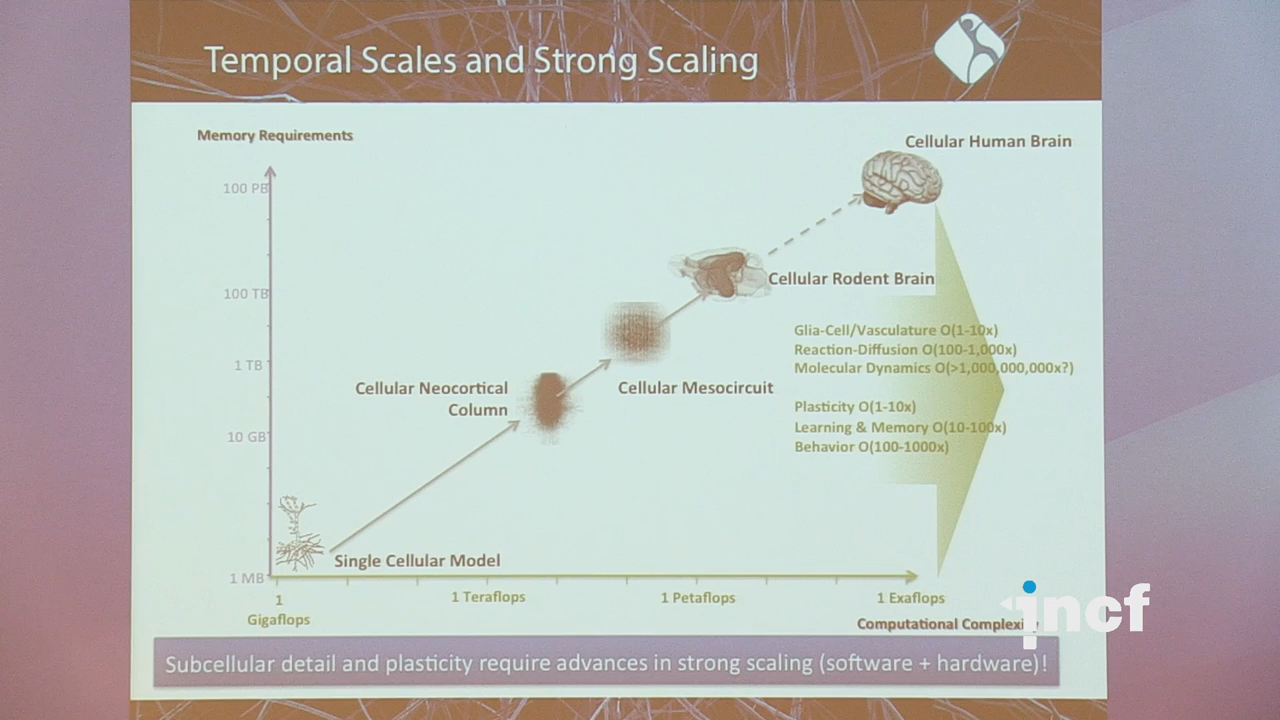 Temporal Scales and Strong Scaling
Memory Requirements
Cellular Human Brain
100 PB
Cellular Rodent Brain
100 TB
Glia-Cell/Vasculature O(1-10x)
Reaction-Diffusion O(100-1,000x)
Molecular Dynamics O(>1,000,000,000x?)
1 TB
Cellular Neocortical
Column
Cellular Mesocircuit
Plasticity O(1-10x)
Learning & Memory O(10-100x)
Behavior O(100-1000x)
10 GB
Single Cellular Model
1 MB
1
Gigaflops
1 Teraflops
1 Petaflops
1 Exaflops
Computational Complexity
incf
Subcellular detail and plasticity require advances in strong scaling (software + hardware)!